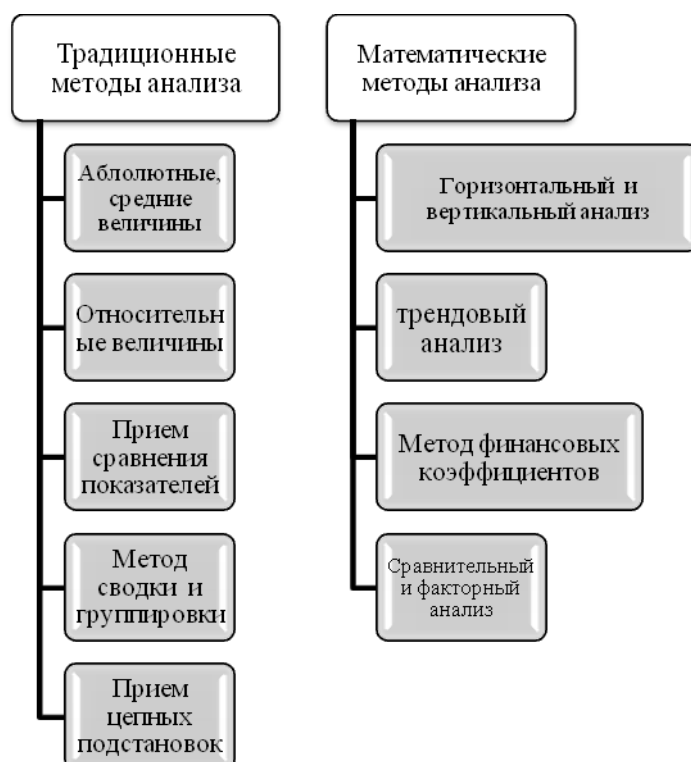 Традиционные
методы анализа
Аблолютные,
средние
величины
Относительн
ые величины
Прием
сравнения
показателей
Метод
сводки и
группировки
Прием
цепных
подстановок
Математические
методы анализа
Горизонтальный и
вертикальный анализ
трендовый
анализ
Метод финансовых
коэффициентов
Сравнительный
и факторный
анализ